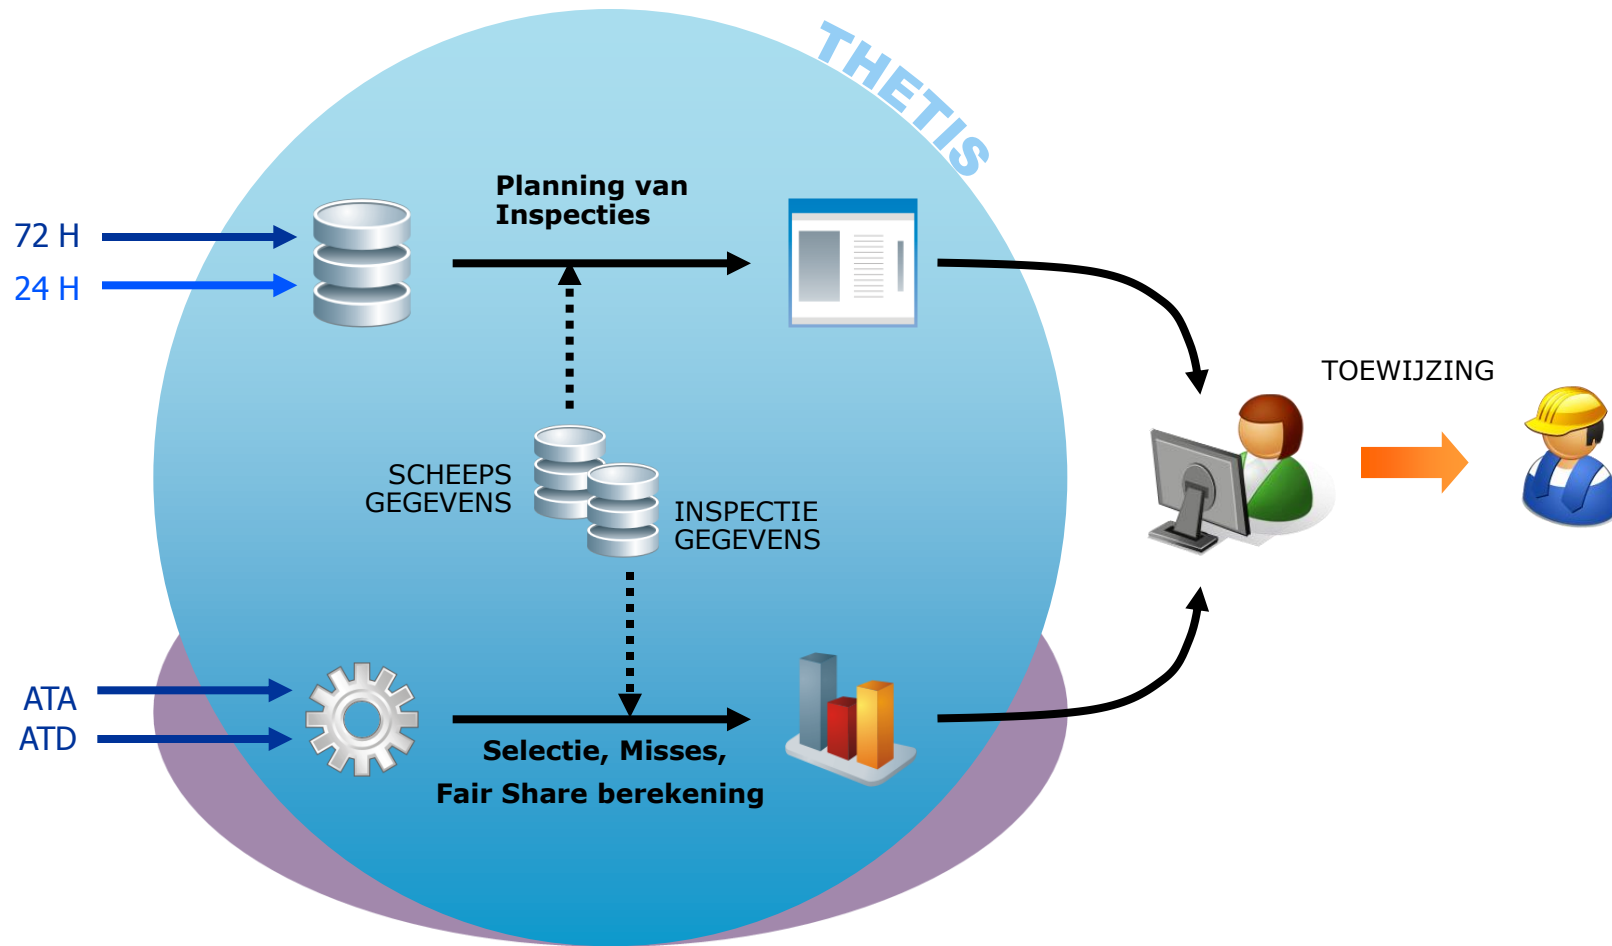 THETIS
Planning van
Inspecties
72 H
24 H
TOEWIJZING
SCHEEPS
GEGEVENS
INSPECTIE
GEGEVENS
ATA
ATD
Selectie, Misses,
Fair Share berekening